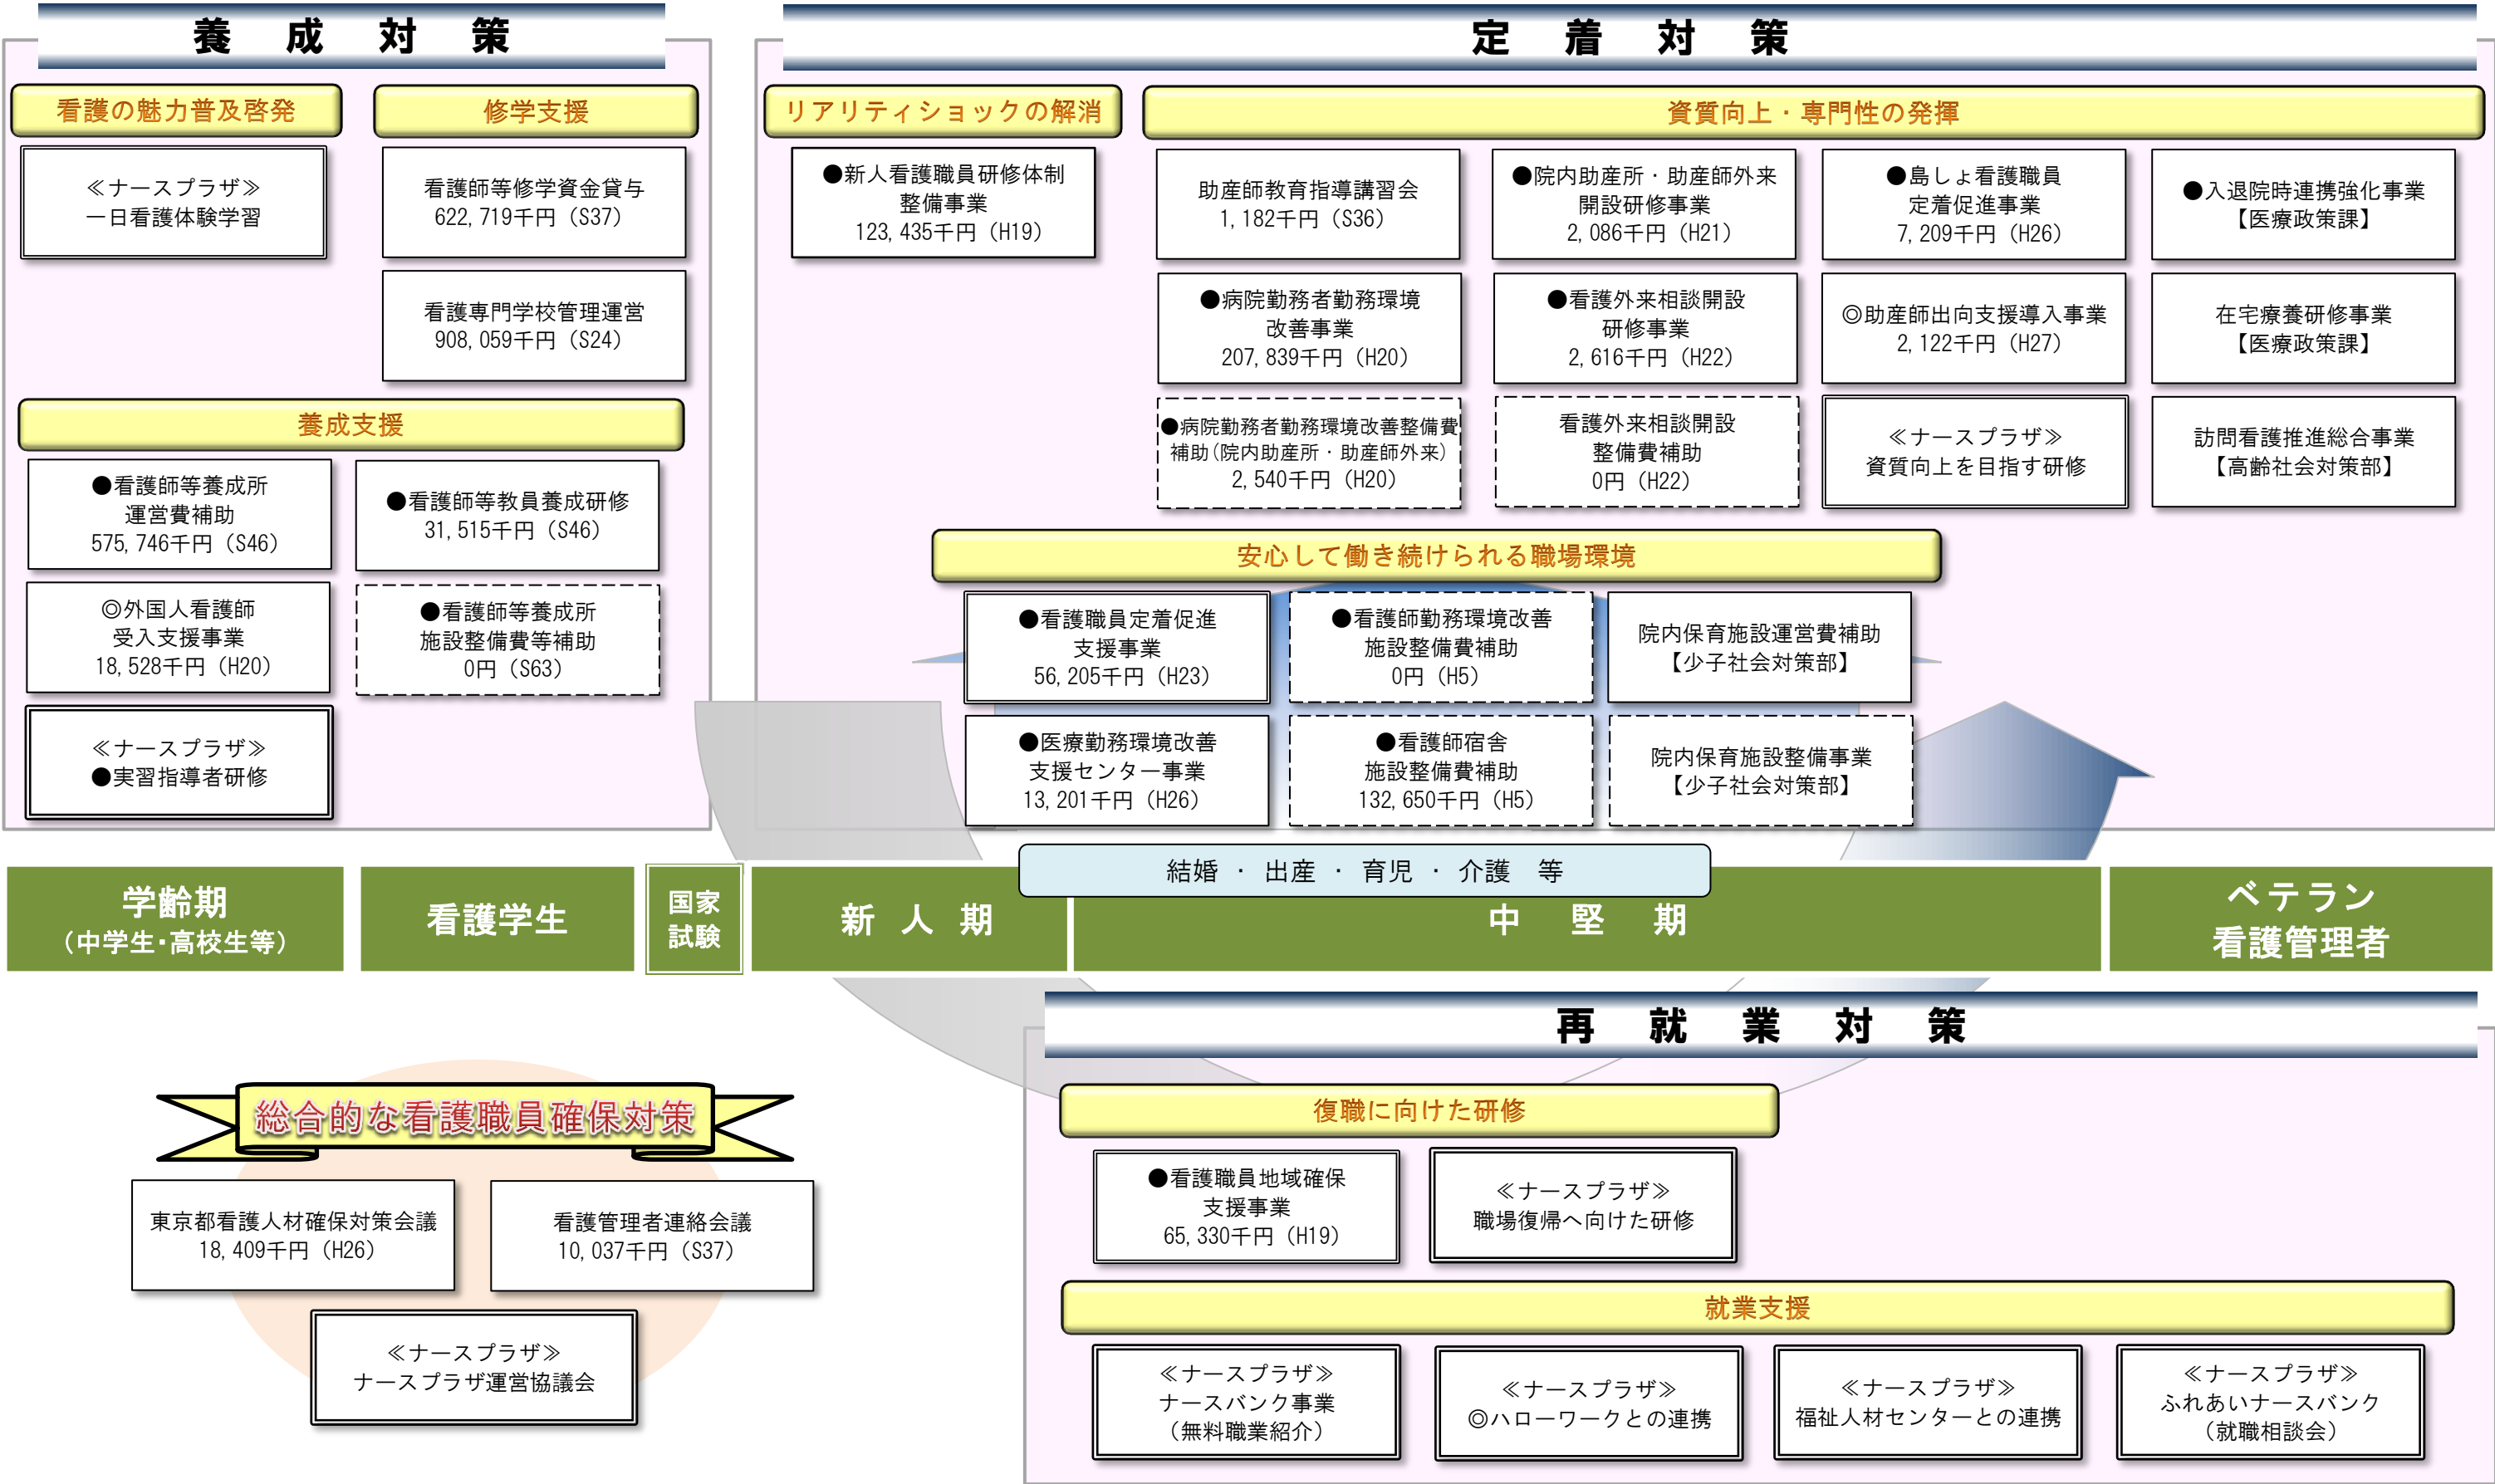 養成対策
看護の魅力普及啓発
≪ナースプラザ≫
一日看護体験学習
修学支援
看護師等修学資金貸与
622,719千円（S37）
看護専門学校管理運営
908,059千円（S24）
養成支援
●看護師等養成所
運営費補助
575,746千円（S46）
●看護師等教員養成研修
31,515千円（S46）
◎外国人看護師
受入支援事業
18,528千円（H20）
●看護師等養成所
施設整備費等補助
0円（S63）
≪ナースプラザ≫
●実習指導者研修
定着対策
リアリティショックの解消
●新人看護職員研修体制
整備事業
123,435千円（H19）
資質向上・専門性の発揮
助産師教育指導講習会
1,182千円（S36）
●院内助産所・助産師外来
開設研修事業
2,086千円（H21）
●島しょ看護職員
定着促進事業
7,209千円（H26）
●入退院時連携強化事業
【医療政策課】
●病院勤務者勤務環境
改善事業
207,839千円（H20）
●看護外来相談開設
研修事業
2,616千円（H22）
◎助産師出向支援導入事業
2,122千円（H27）
在宅療養研修事業
【医療政策課】
●病院勤務者勤務環境改善整備費
補助(院内助産所・助産師外来)
2,540千円（H20）
看護外来相談開設
整備費補助
0円（H22）
≪ナースプラザ≫
資質向上を目指す研修
訪問看護推進総合事業
【高齢社会対策部】
安心して働き続けられる職場環境
●看護職員定着促進
支援事業
56,205千円（H23）
●看護師勤務環境改善
施設整備費補助
0円（H5）
院内保育施設運営費補助
【少子社会対策部】
●医療勤務環境改善
支援センター事業
13,201千円（H26）
●看護師宿舎
施設整備費補助
132,650千円（H5）
院内保育施設整備事業
【少子社会対策部】
結婚 ・ 出産 ・ 育児 ・ 介護　等
学齢期
（中学生・高校生等）
看護学生
国家
試験
新人期
中堅期
ベテラン
看護管理者
総合的な看護職員確保対策
東京都看護人材確保対策会議
18,409千円（H26）
看護管理者連絡会議
10,037千円（S37）
≪ナースプラザ≫
ナースプラザ運営協議会
再就業対策
復職に向けた研修
●看護職員地域確保
支援事業
65,330千円（H19）
≪ナースプラザ≫
職場復帰へ向けた研修
就業支援
≪ナースプラザ≫
ナースバンク事業
（無料職業紹介）
≪ナースプラザ≫
◎ハローワークとの連携
≪ナースプラザ≫
福祉人材センターとの連携
≪ナースプラザ≫
ふれあいナースバンク
（就職相談会）